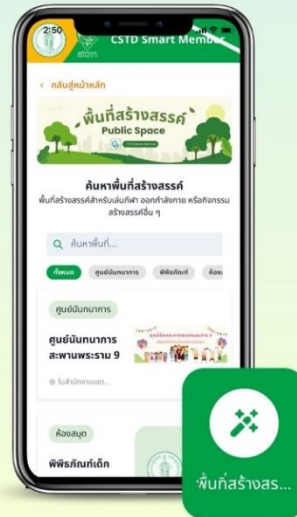 2:50
CSTD Smart Member
< กลับสู่หน้าหลัก
พื้นที่สร้างสรรค์
Public Space
ค้นหาพื้นที่สร้างสรรค์
พื้นที่สร้างสรรค์สำหรับเล่นกีฬา ออกกำลังกาย หรือกิจกรรม
สร้างสรรค์อื่น ๆ
ค้นหาพื้นที่...
ทั้งหมด ศูนย์นันทนาการ พิพิธภัณฑ์ ห้อง
ศูนย์นันทนาการ
ศูนย์นันทนาการ
สะพานพระราม 9
ห้องสมุด
พิพิธภัณฑ์เด็ก
พื้นที่สร้างสร...